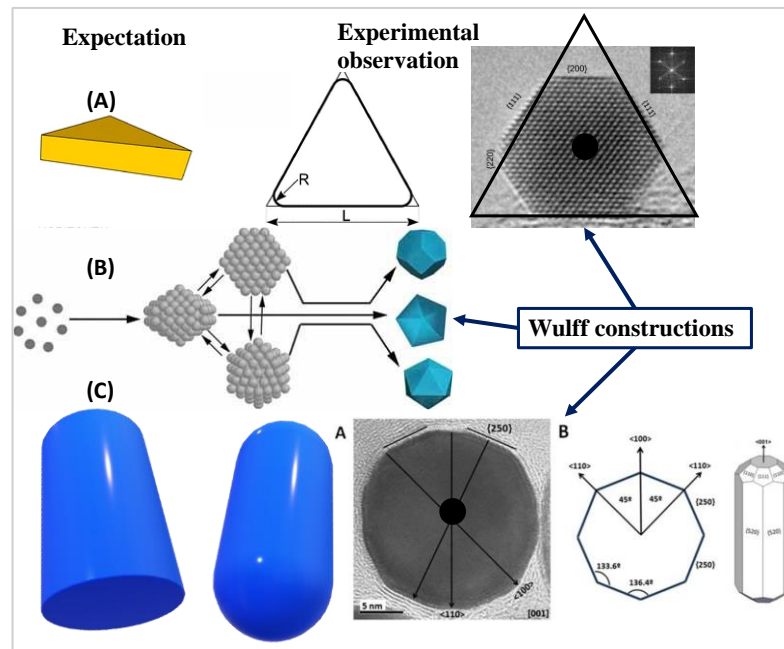 Expectation
Experimental
observation
(A)
R
L
{200}
{111}
{111}
{220}
(B)
Wulff constructions
(C)
A
{250}
<100>
<110>
5 nm
[001]
B
<100>
<110>
<110>
45º
45º
{250}
{250}
133.6º
136.4º
<001>
{520}
{520}